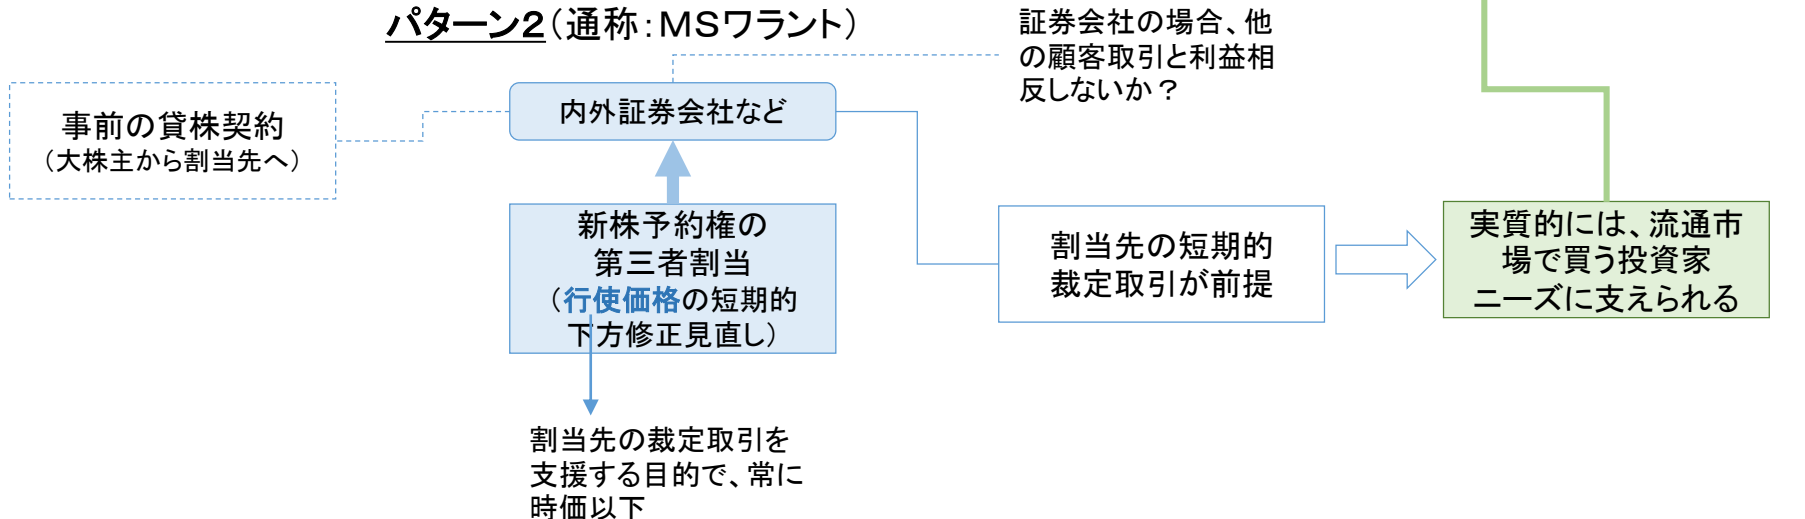 パターン2（通称：MSワラント）
証券会社の場合、他
の顧客取引と利益相
反しないか？
事前の貸株契約
（大株主から割当先へ）
内外証券会社など
新株予約権の
第三者割当
（行使価格の短期的
下方修正見直し）
割当先の短期的
裁定取引が前提
実質的には、流通市
場で買う投資家
ニーズに支えられる
割当先の裁定取引を
支援する目的で、常に
時価以下